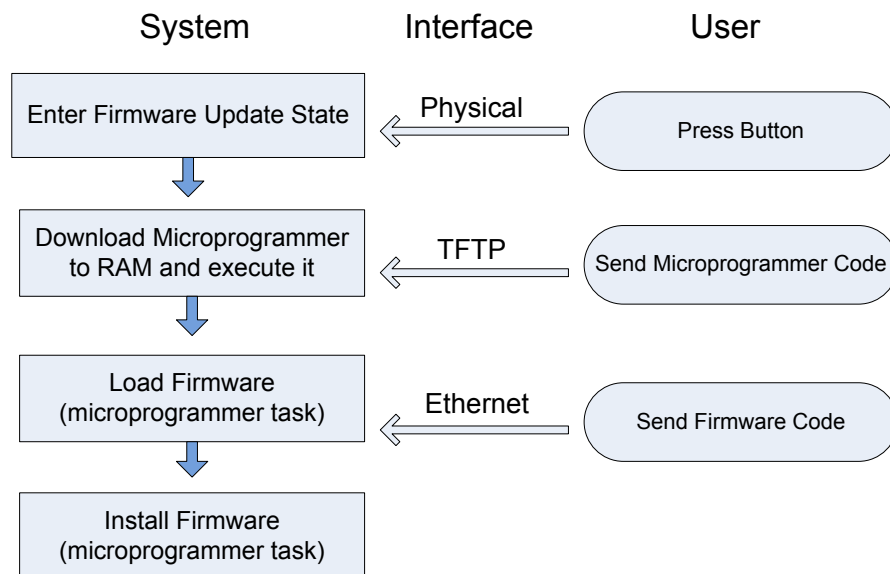 System
Interface
User
Enter Firmware Update State
Physical
Press Button
Download Microprogrammer
to RAM and execute it
TFTP
Send Microprogrammer Code
Load Firmware
(microprogrammer task)
Ethernet
Send Firmware Code
Install Firmware
(microprogrammer task)